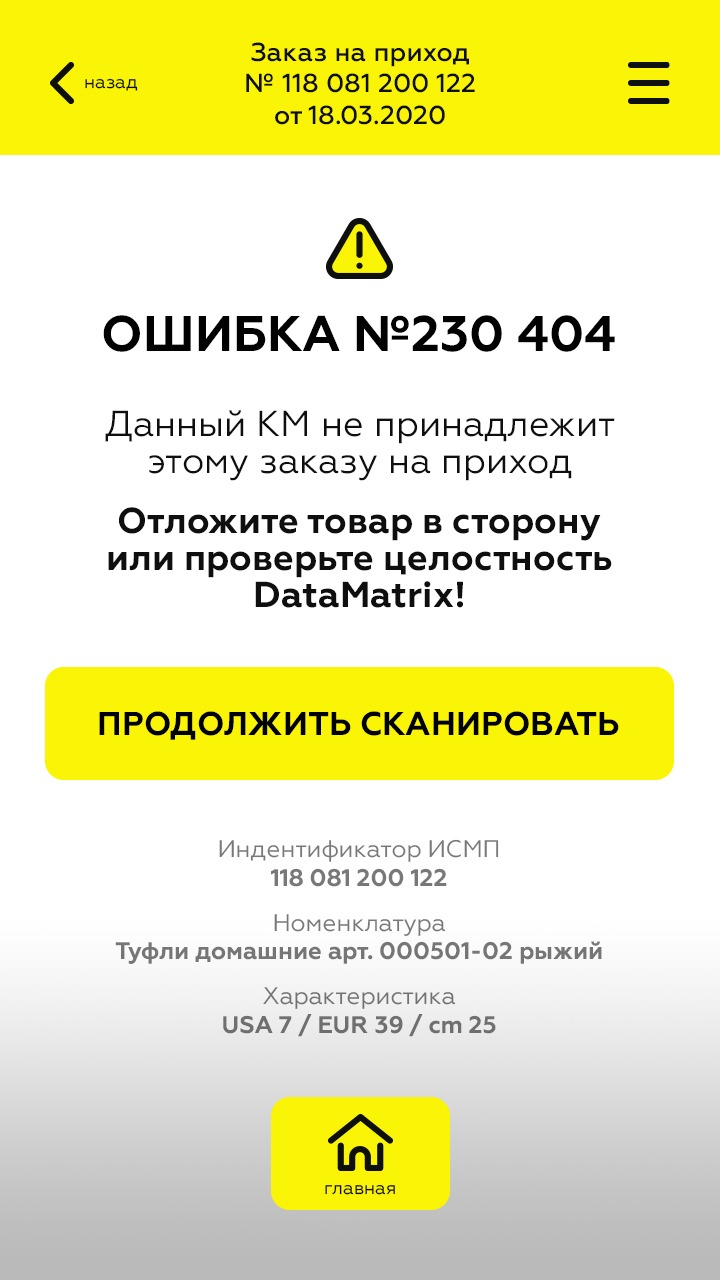 Заказ на приход
№ 118 081 200 122
от 18.03.2020
назад
ОШИБКА №230 404
Данный КМ не принадлежит
этому заказу на приход
Отложите товар в сторону
или проверьте целостность
DataMatrix!
ПРОДОЛЖИТЬ СКАНИРОВАТЬ
Индентификатор ИСМП
118 081 200 122
Номенклатура
Туфли домашние арт. 000501-02 рыжий
Характеристика
USA 7 / EUR 39 / cm 25
главная